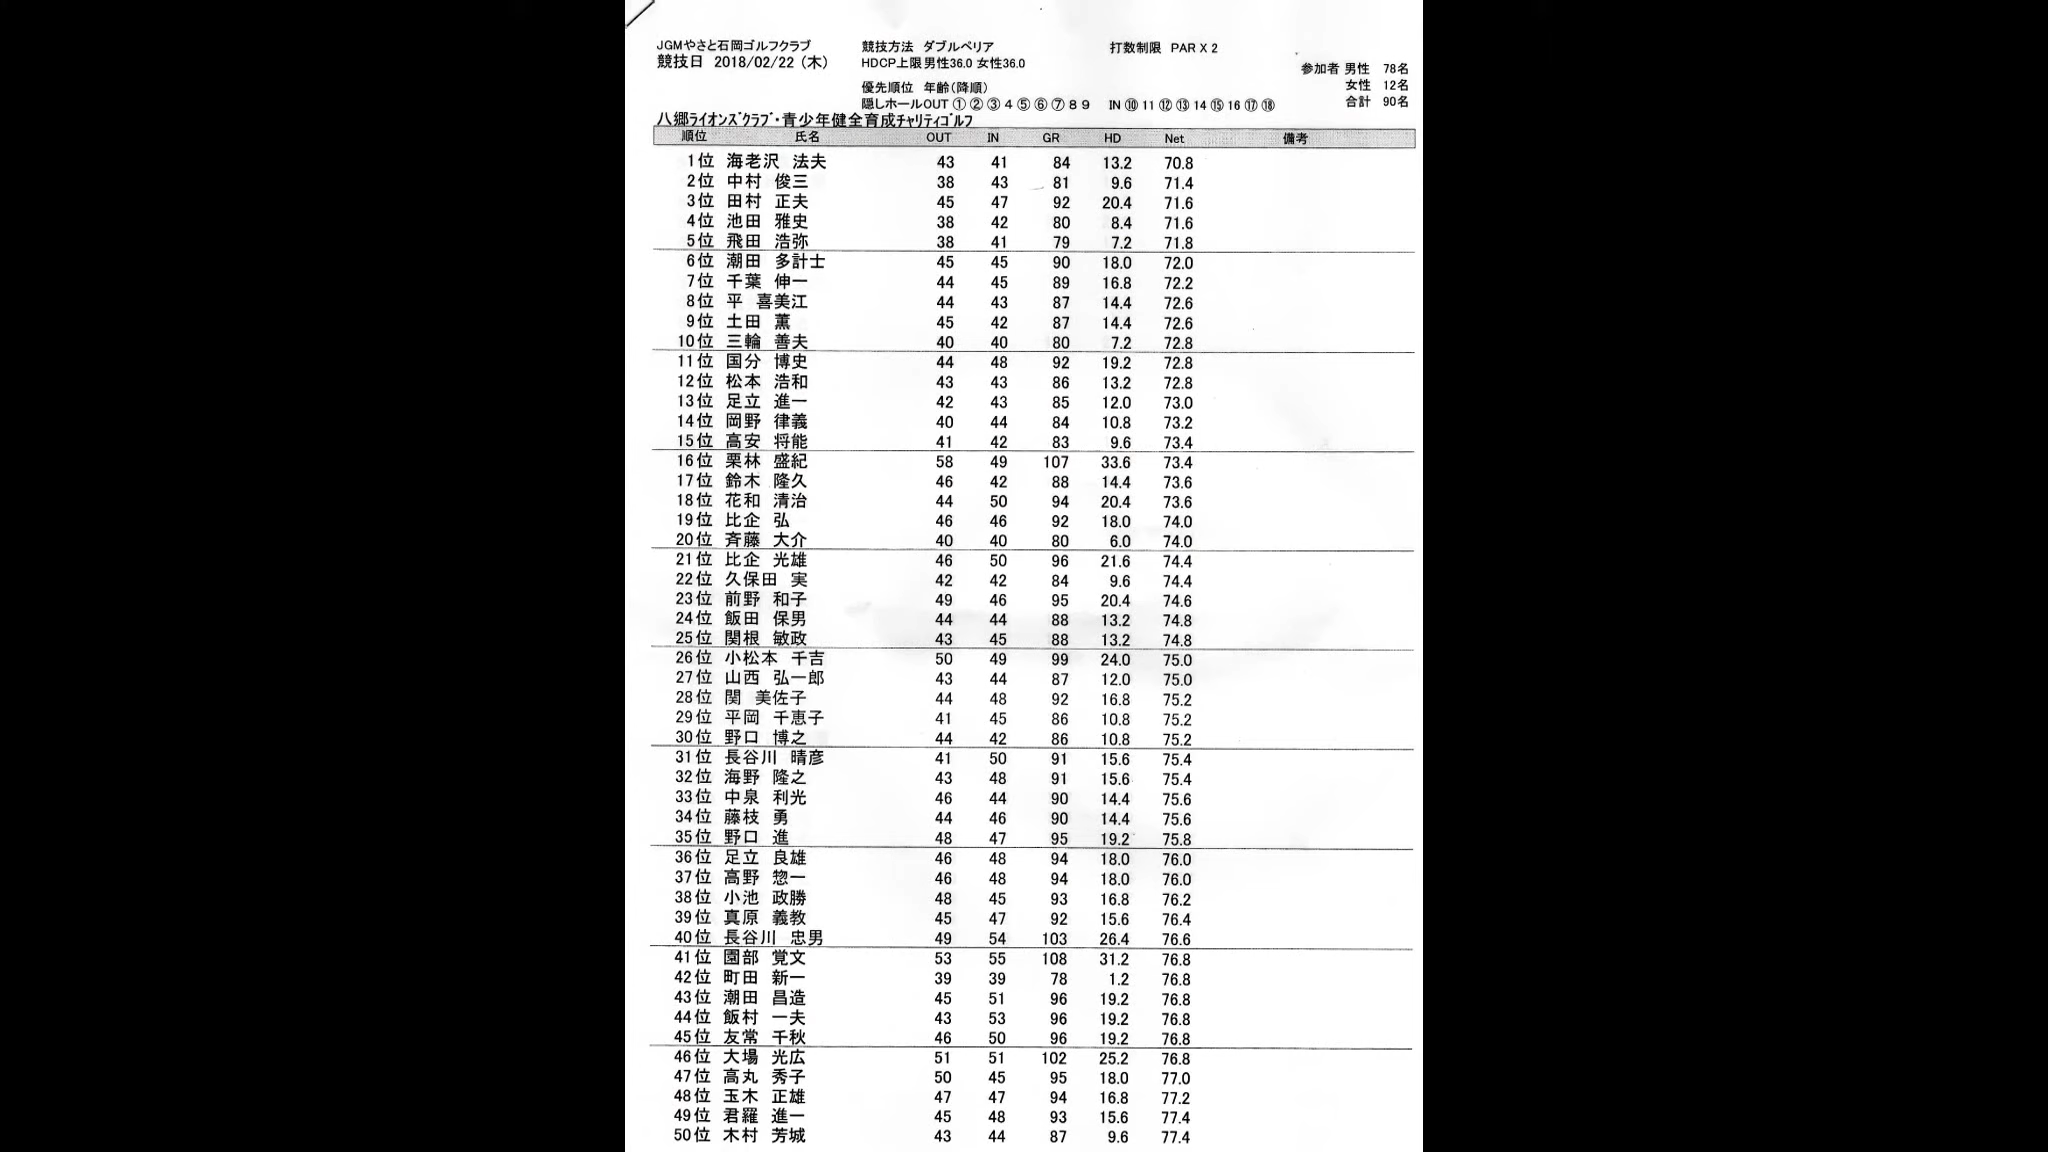 JGMやさと石岡ゴルフクラブ 競技方法 ダブルペリア 打数制限 PAR X 2
競技日 2018/02/22 (木) HDCP上限 男性36.0 女性36.0 参加者 男性 78名
優先順位 年齢(降順) 女性 12名
隠しホール OUT ① ② ③ 4 ⑤ ⑥ ⑦ 8 9 IN ⑩ 11 ⑫ ⑬ 14 ⑮ 16 ⑰ ⑱ 合計 90名
八郷ﾗｲｵﾝｽﾞｸﾗﾌﾞ・青少年健全育成ﾁｬﾘﾃｨｺﾞﾙﾌ
順位 氏名 OUT IN GR HD Net 備考
1位 海老沢 法夫 43 41 84 13.2 70.8
2位 中村 俊三 38 43 81 9.6 71.4
3位 田村 正夫 45 47 92 20.4 71.6
4位 池田 雅史 38 42 80 8.4 71.6
5位 飛田 浩弥 38 41 79 7.2 71.8
6位 潮田 多計士 45 45 90 18.0 72.0
7位 千葉 伸一 44 45 89 16.8 72.2
8位 平 喜美江 44 43 87 14.4 72.6
9位 土田 薫 45 42 87 14.4 72.6
10位 三輪 善夫 40 40 80 7.2 72.8
11位 国分 博史 44 48 92 19.2 72.8
12位 松本 浩和 43 43 86 13.2 72.8
13位 足立 進一 42 43 85 12.0 73.0
14位 岡野 律義 40 44 84 10.8 73.2
15位 高安 将能 41 42 83 9.6 73.4
16位 栗林 盛紀 58 49 107 33.6 73.4
17位 鈴木 隆久 46 42 88 14.4 73.6
18位 花和 清治 44 50 94 20.4 73.6
19位 比企 弘 46 46 92 18.0 74.0
20位 斉藤 大介 40 40 80 6.0 74.0
21位 比企 光雄 46 50 96 21.6 74.4
22位 久保田 実 42 42 84 9.6 74.4
23位 前野 和子 49 46 95 20.4 74.6
24位 飯田 保男 44 44 88 13.2 74.8
25位 関根 敏政 43 45 88 13.2 74.8
26位 小松本 千吉 50 49 99 24.0 75.0
27位 山西 弘一郎 43 44 87 12.0 75.0
28位 関 美佐子 44 48 92 16.8 75.2
29位 平岡 千恵子 41 45 86 10.8 75.2
30位 野口 博之 44 42 86 10.8 75.2
31位 長谷川 晴彦 41 50 91 15.6 75.4
32位 海野 隆之 43 48 91 15.6 75.4
33位 中泉 利光 46 44 90 14.4 75.6
34位 藤枝 勇 44 46 90 14.4 75.6
35位 野口 進 48 47 95 19.2 75.8
36位 足立 良雄 46 48 94 18.0 76.0
37位 高野 惣一 46 48 94 18.0 76.0
38位 小池 政勝 48 45 93 16.8 76.2
39位 真原 義教 45 47 92 15.6 76.4
40位 長谷川 忠男 49 54 103 26.4 76.6
41位 園部 覚文 53 55 108 31.2 76.8
42位 町田 新一 39 39 78 1.2 76.8
43位 潮田 昌造 45 51 96 19.2 76.8
44位 飯村 一夫 43 53 96 19.2 76.8
45位 友常 千秋 46 50 96 19.2 76.8
46位 大場 光広 51 51 102 25.2 76.8
47位 高丸 秀子 50 45 95 18.0 77.0
48位 玉木 正雄 47 47 94 16.8 77.2
49位 君羅 進一 45 48 93 15.6 77.4
50位 木村 芳城 43 44 87 9.6 77.4